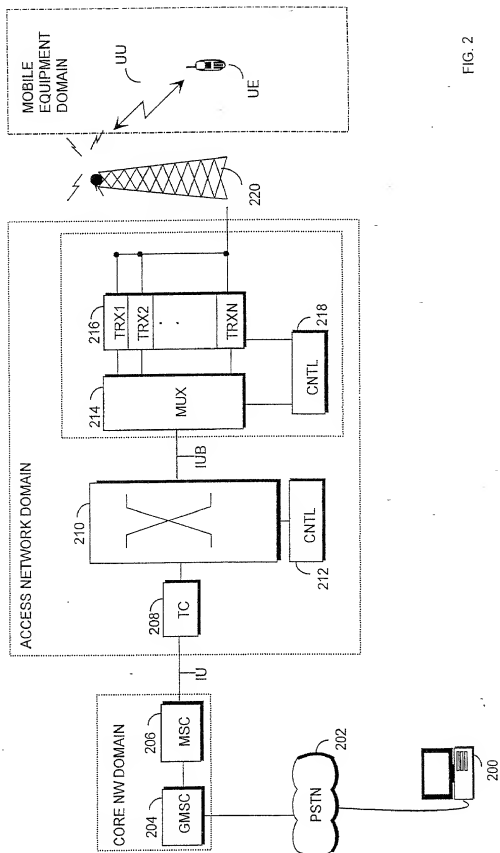 MOBILE
EQUIPMENT
DOMAIN
UU
UE
220
ACCESS NETWORK DOMAIN
216
TRX1
TRX2
. .
TRXN
214
MUX
218
CNTL
IUB
210
212
CNTL
208
TC
IU
CORE NW DOMAIN
206
MSC
204
GMSC
202
PSTN
200
FIG. 2